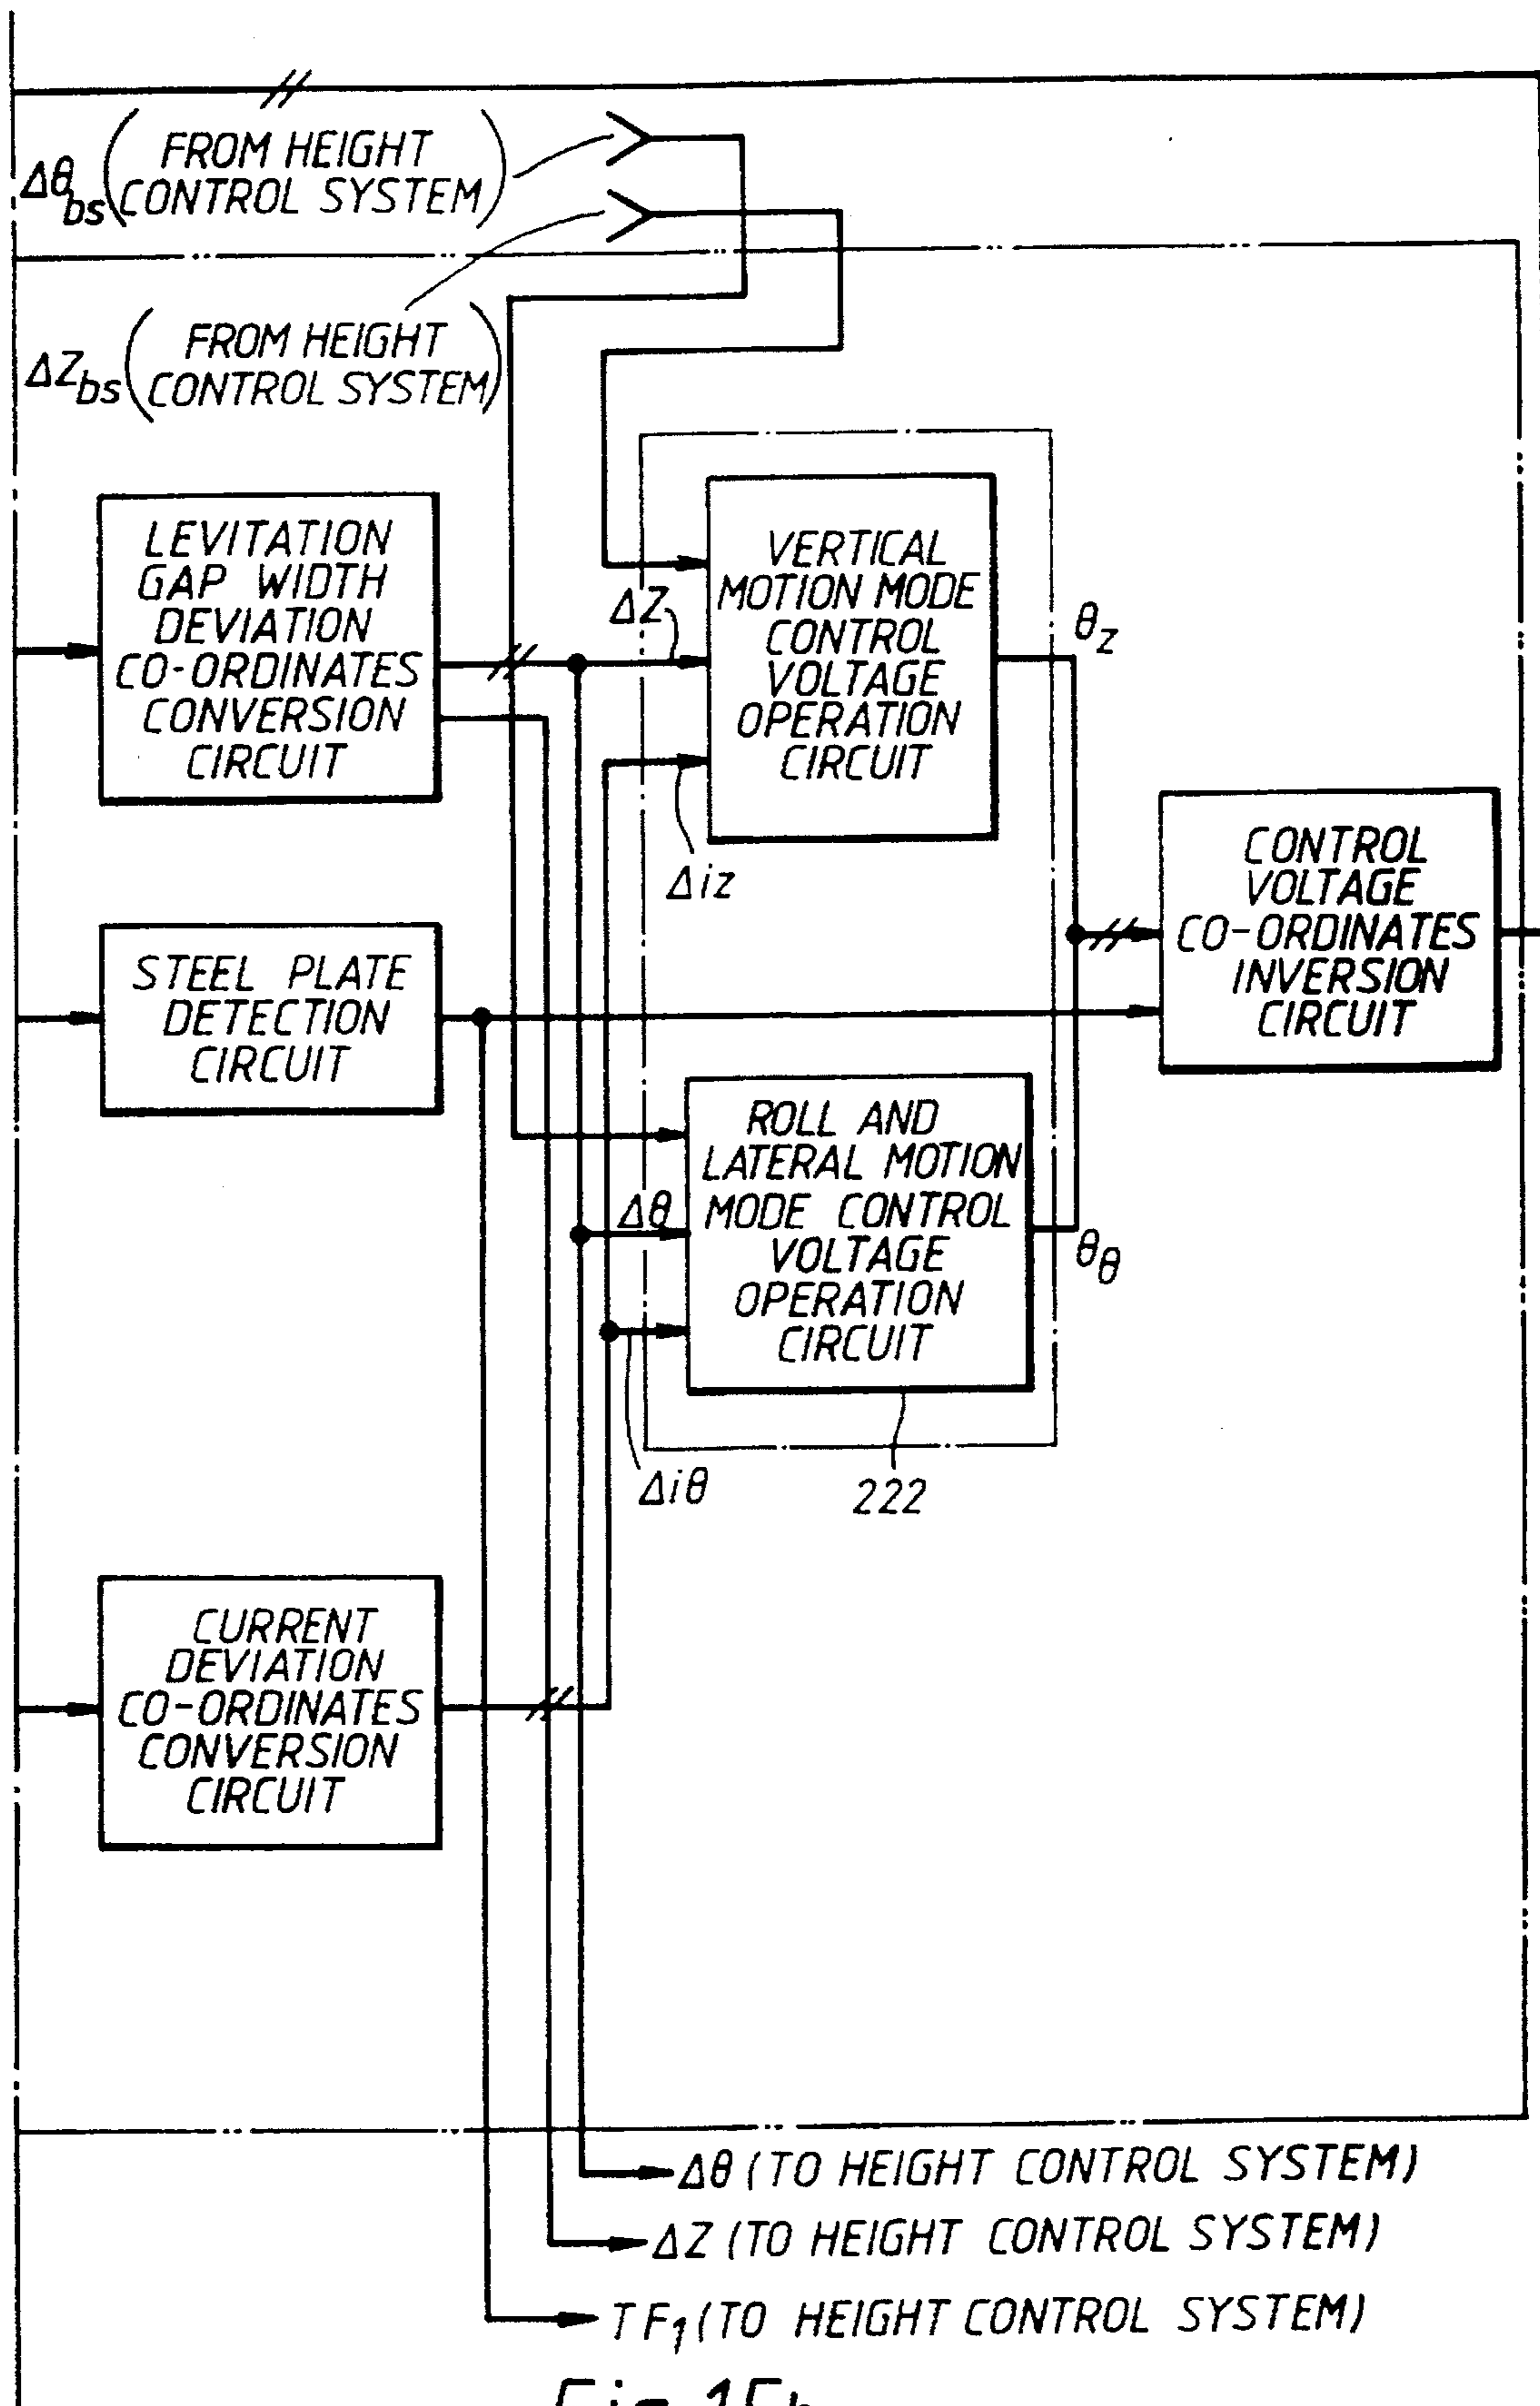 Δθbs (FROM HEIGHT
CONTROL SYSTEM)
ΔZbs (FROM HEIGHT
CONTROL SYSTEM)
LEVITATION
GAP WIDTH
DEVIATION
CO-ORDINATES
CONVERSION
CIRCUIT
VERTICAL
MOTION MODE
CONTROL
VOLTAGE
OPERATION
CIRCUIT
ΔZ
Δiz
θz
STEEL PLATE
DETECTION
CIRCUIT
CONTROL
VOLTAGE
CO-ORDINATES
INVERSION
CIRCUIT
ROLL AND
LATERAL MOTION
MODE CONTROL
VOLTAGE
OPERATION
CIRCUIT
Δθ
θθ
Δiθ
222
CURRENT
DEVIATION
CO-ORDINATES
CONVERSION
CIRCUIT
Δθ (TO HEIGHT CONTROL SYSTEM)
ΔZ (TO HEIGHT CONTROL SYSTEM)
TF1 (TO HEIGHT CONTROL SYSTEM)